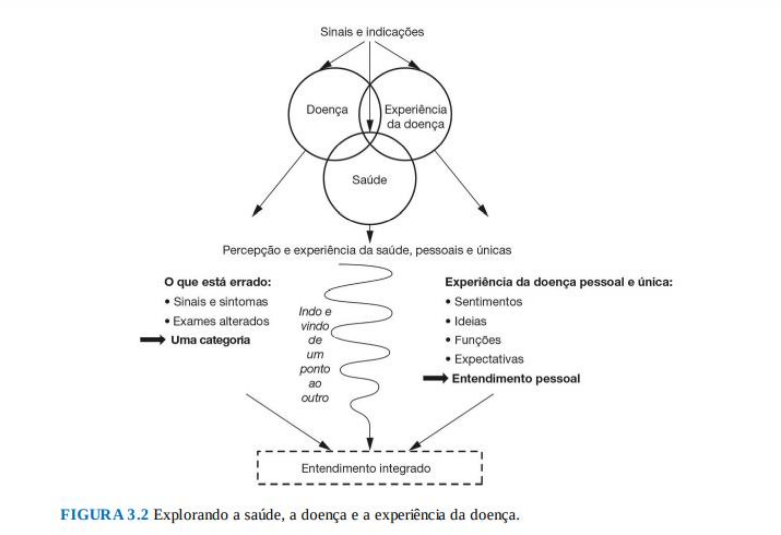 Sinais e indicações
Doença
Experiência
da doença
Saúde
Percepção e experiência da saúde, pessoais e únicas
O que está errado:
• Sinais e sintomas
• Exames alterados
Uma categoria
Indo e
vindo
de
um
ponto
ao
outro
Experiência da doença pessoal e única:
• Sentimentos
• Ideias
• Funções
• Expectativas
Entendimento pessoal
Entendimento integrado
FIGURA 3.2 Explorando a saúde, a doença e a experiência da doença.